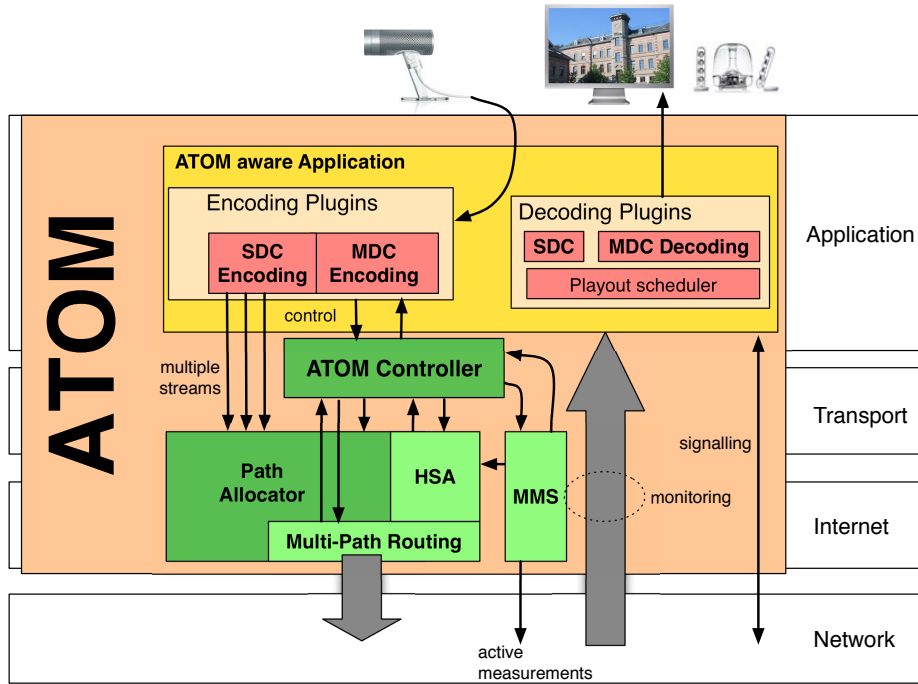 ATOM
ATOM aware Application
Encoding Plugins
SDC
Encoding
MDC
Encoding
Decoding Plugins
SDC
MDC Decoding
Playout scheduler
Application
control
multiple
streams
ATOM Controller
Transport
signalling
Path
Allocator
HSA
MMS
monitoring
Multi-Path Routing
Internet
active
measurements
Network